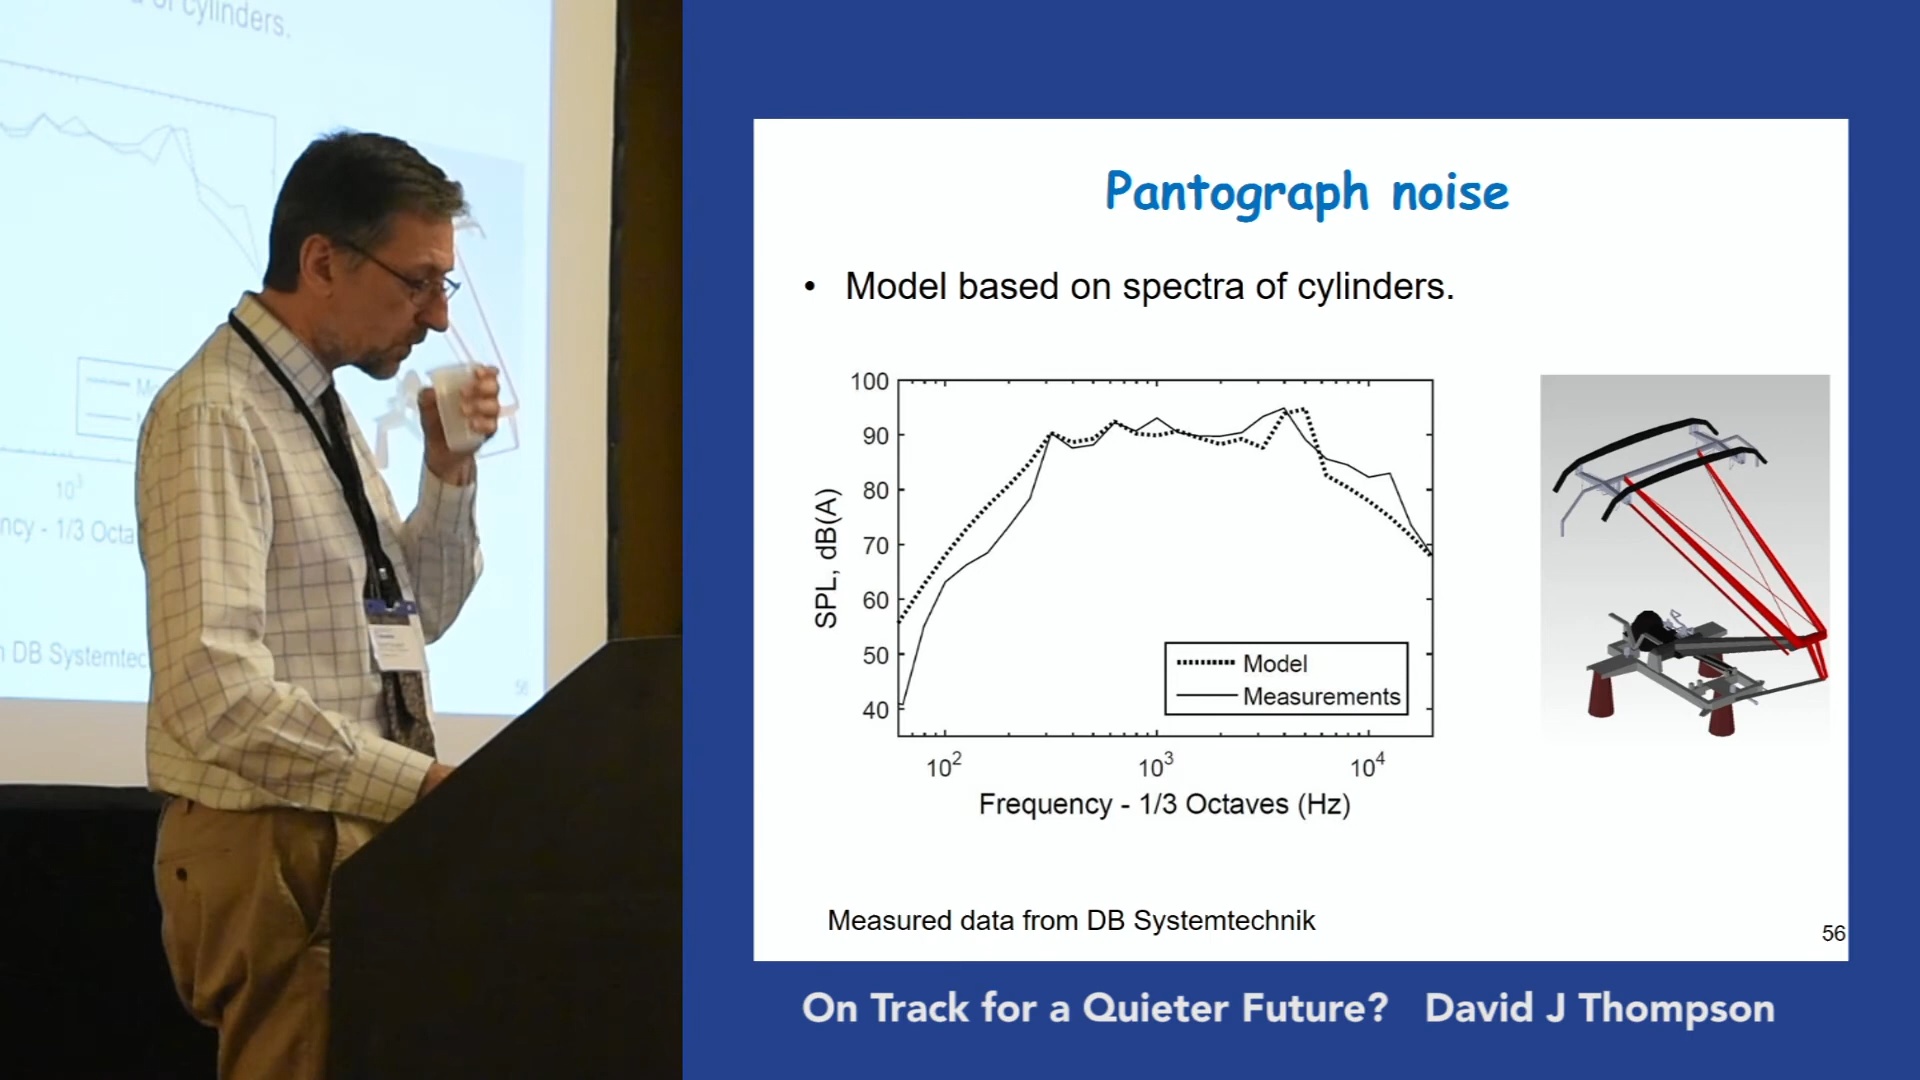 of cylinders.
10³
ncy - 1/3 Octa
DB Systemtec
56
Pantograph noise
• Model based on spectra of cylinders.
100
90
80
70
60
50
40
SPL, dB(A)
Model
Measurements
10² 10³ 10⁴
Frequency - 1/3 Octaves (Hz)
Measured data from DB Systemtechnik
56
On Track for a Quieter Future? David J Thompson